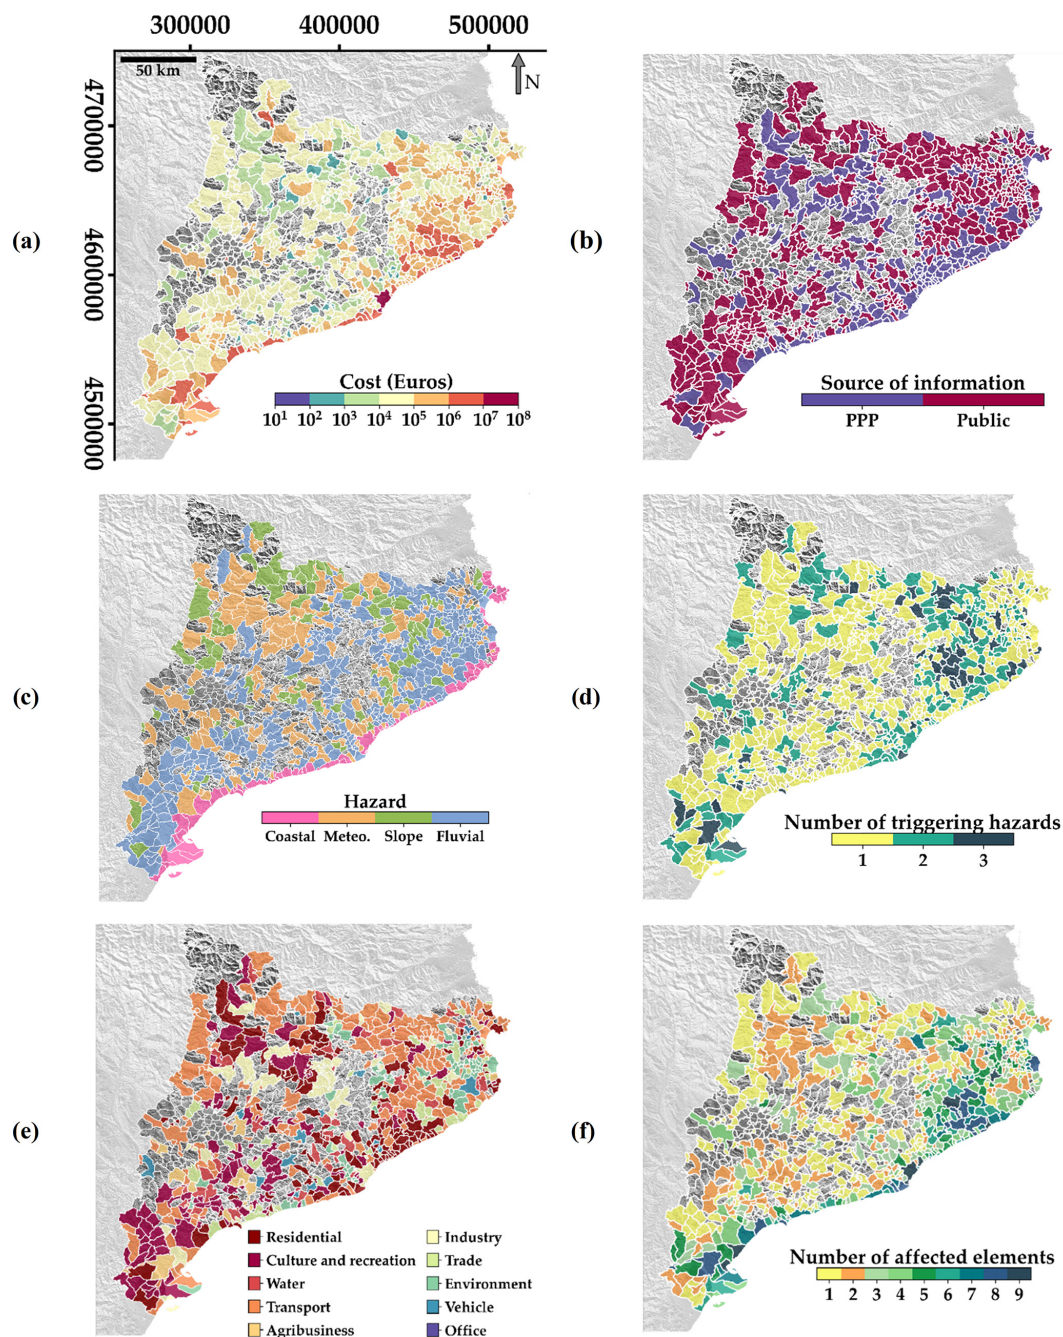 300000 400000 500000
50 km
N
4700000
4600000
4500000
(a)
Cost (Euros)
10¹ 10² 10³ 10⁴ 10⁵ 10⁶ 10⁷ 10⁸
(b)
Source of information
PPP Public
(c)
Hazard
Coastal Meteo. Slope Fluvial
(d)
Number of triggering hazards
1 2 3
(e)
Residential
Culture and recreation
Water
Transport
Agribusiness
Industry
Trade
Environment
Vehicle
Office
(f)
Number of affected elements
1 2 3 4 5 6 7 8 9